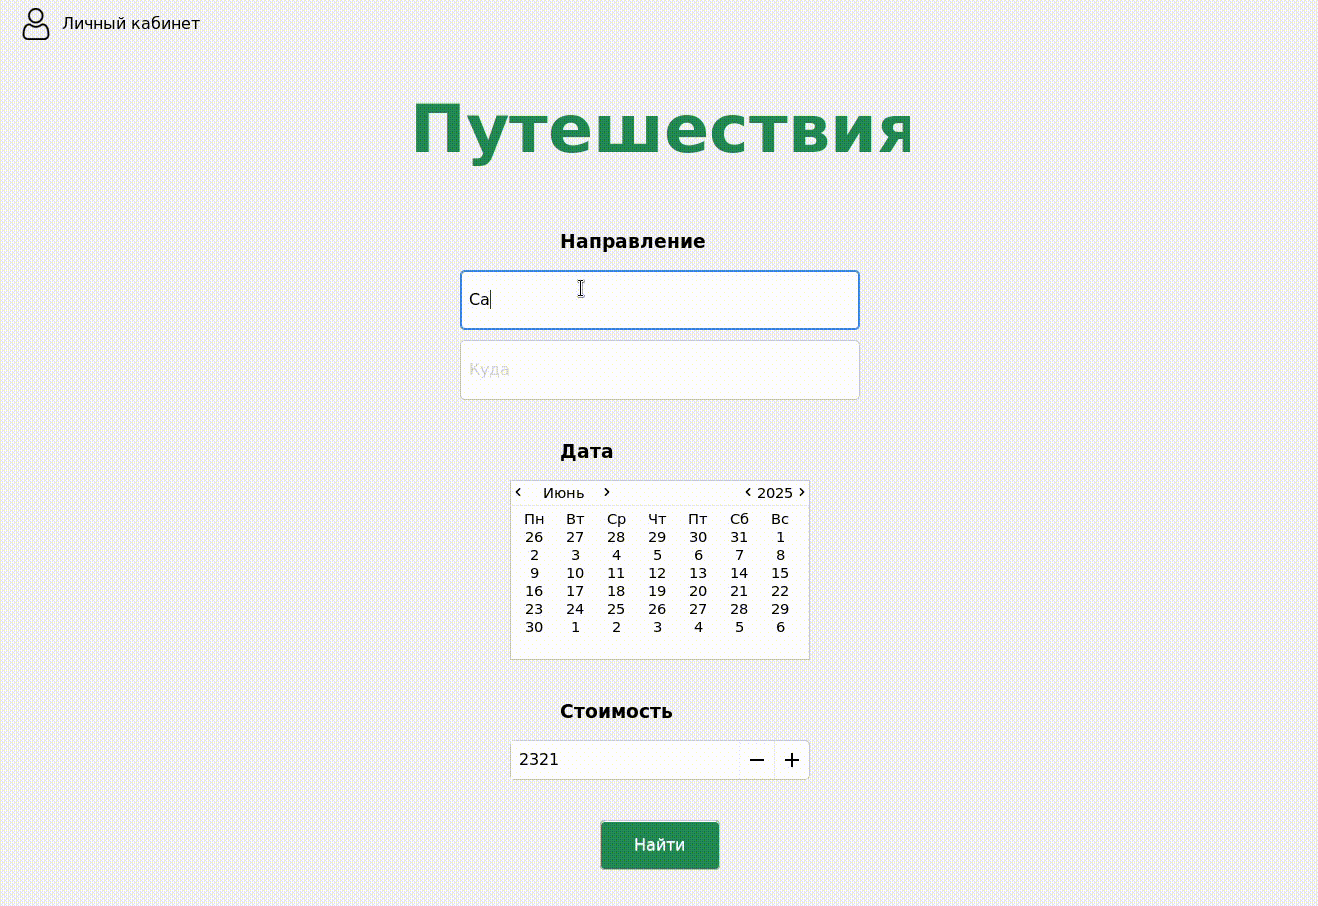 Личный кабинет
Путешествия
Направление
Са
Куда
Дата
‹ Июнь › ‹ 2025 ›
Пн Вт Ср Чт Пт Сб Вс
26 27 28 29 30 31 1
2 3 4 5 6 7 8
9 10 11 12 13 14 15
16 17 18 19 20 21 22
23 24 25 26 27 28 29
30 1 2 3 4 5 6
Стоимость
2321 − +
Найти